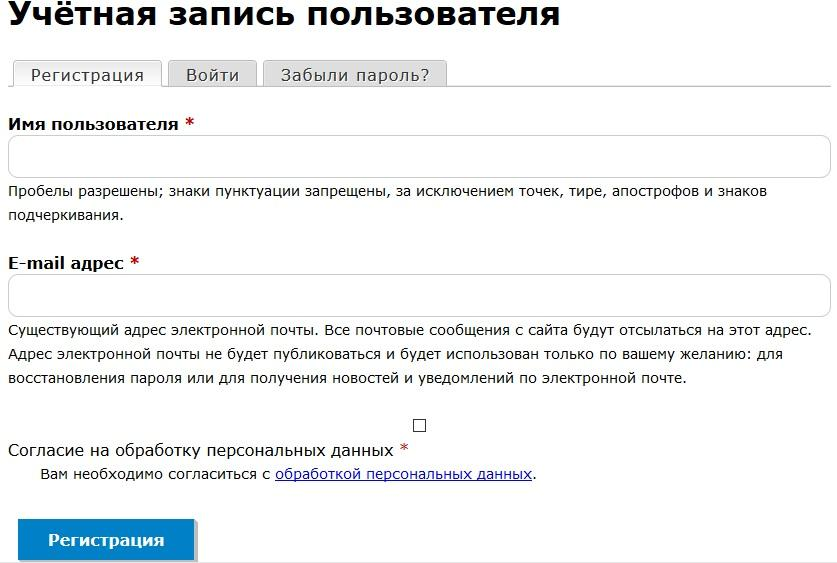 Учётная запись пользователя
Регистрация Войти Забыли пароль?
Имя пользователя *
Пробелы разрешены; знаки пунктуации запрещены, за исключением точек, тире, апострофов и знаков
подчеркивания.
E-mail адрес *
Существующий адрес электронной почты. Все почтовые сообщения с сайта будут отсылаться на этот адрес.
Адрес электронной почты не будет публиковаться и будет использован только по вашему желанию: для
восстановления пароля или для получения новостей и уведомлений по электронной почте.
Согласие на обработку персональных данных *
Вам необходимо согласиться с обработкой персональных данных.
Регистрация